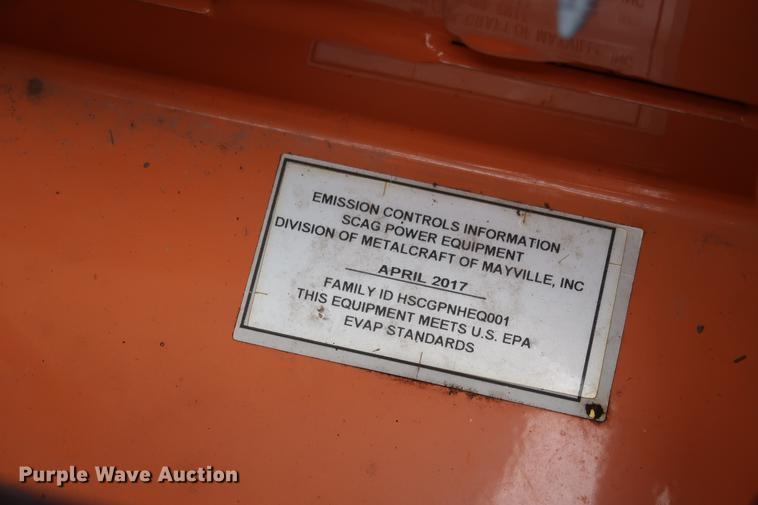 EMISSION CONTROLS INFORMATION
SCAG POWER EQUIPMENT
DIVISION OF METALCRAFT OF MAYVILLE, INC
APRIL 2017
FAMILY ID HSCGPNHEQ001
THIS EQUIPMENT MEETS U.S. EPA
EVAP STANDARDS
Purple Wave Auction